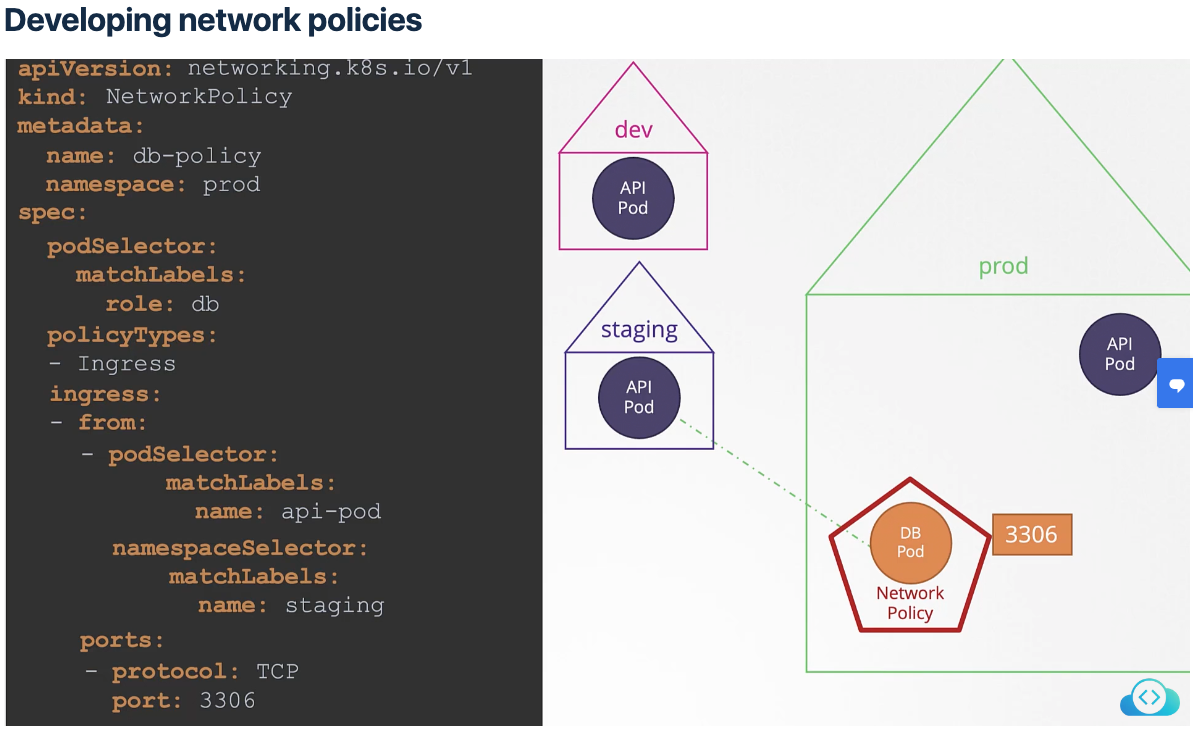 Developing network policies
apiVersion: networking.k8s.io/v1
kind: NetworkPolicy
metadata:
  name: db-policy
  namespace: prod
spec:
  podSelector:
    matchLabels:
      role: db
  policyTypes:
  - Ingress
  ingress:
  - from:
    - podSelector:
        matchLabels:
          name: api-pod
      namespaceSelector:
        matchLabels:
          name: staging
    ports:
    - protocol: TCP
      port: 3306
dev
API
Pod
staging
API
Pod
prod
API
Pod
DB
Pod
Network
Policy
3306